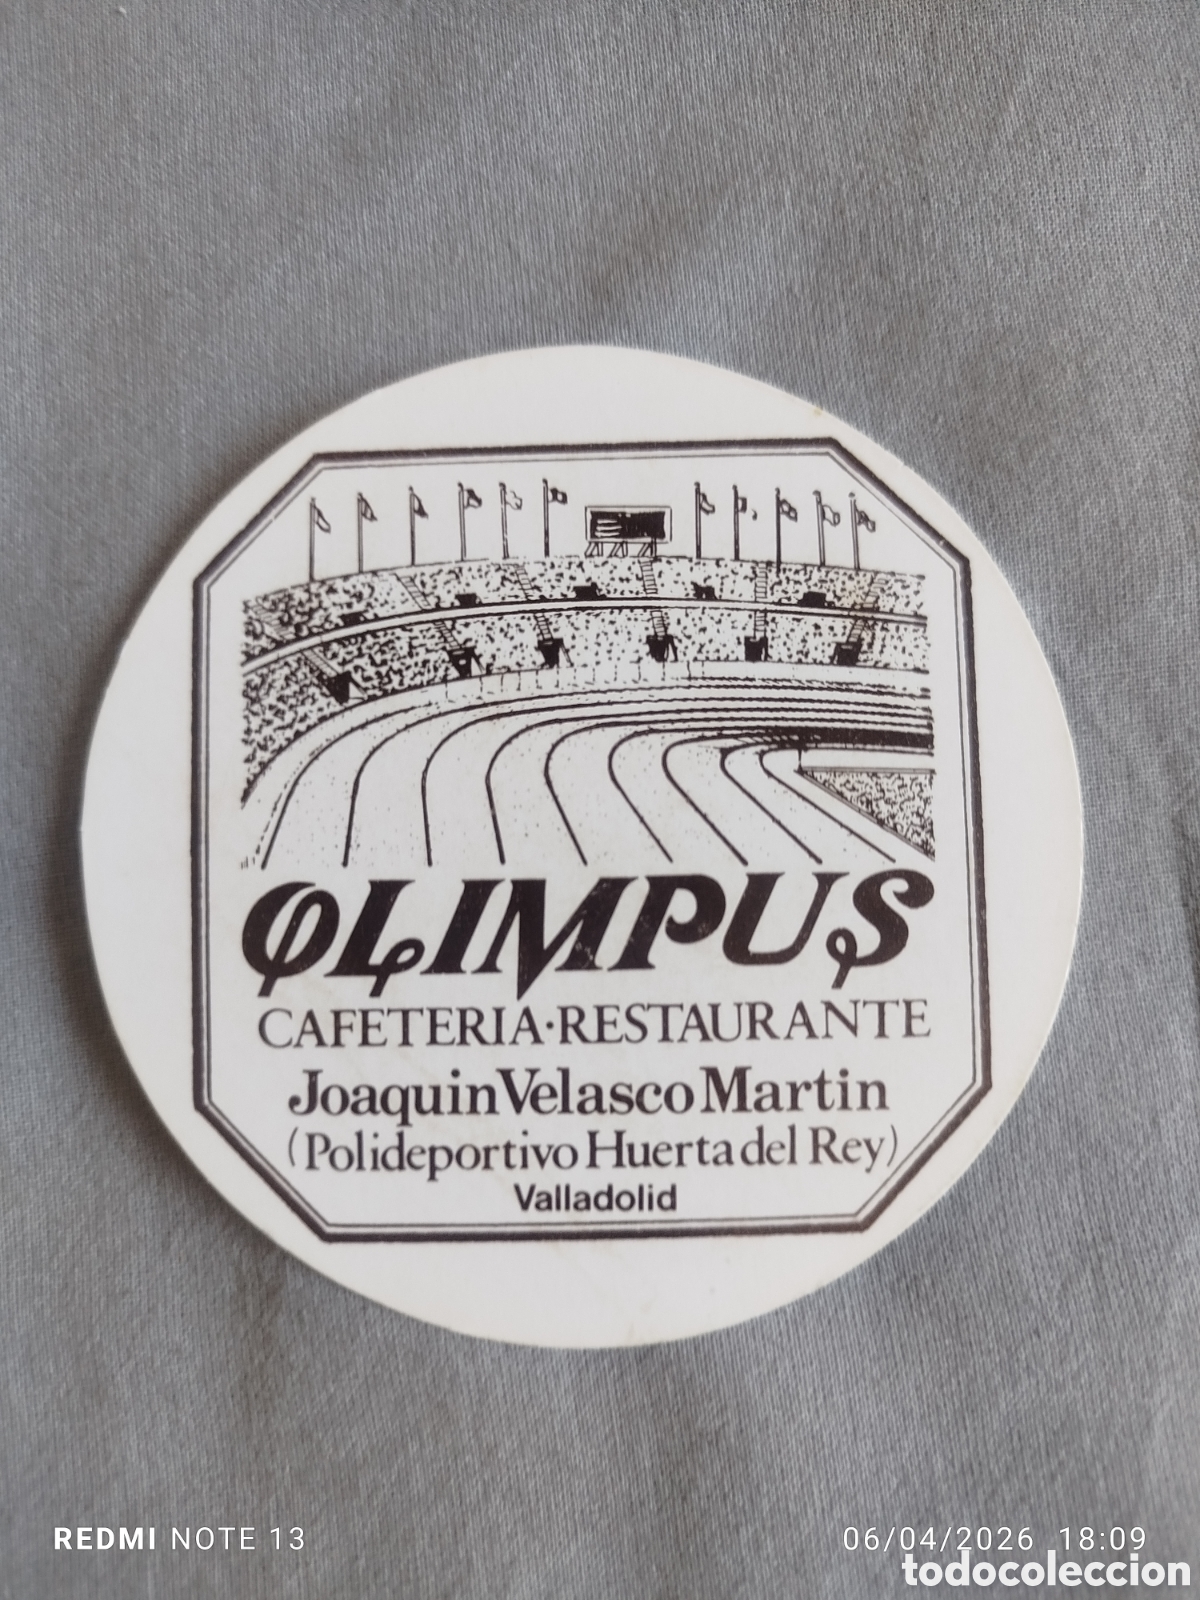 OLIMPUS
CAFETERIA·RESTAURANTE
Joaquin Velasco Martin
(Polideportivo Huerta del Rey)
Valladolid
REDMI NOTE 13
06/04/2026 18:09
todocoleccion